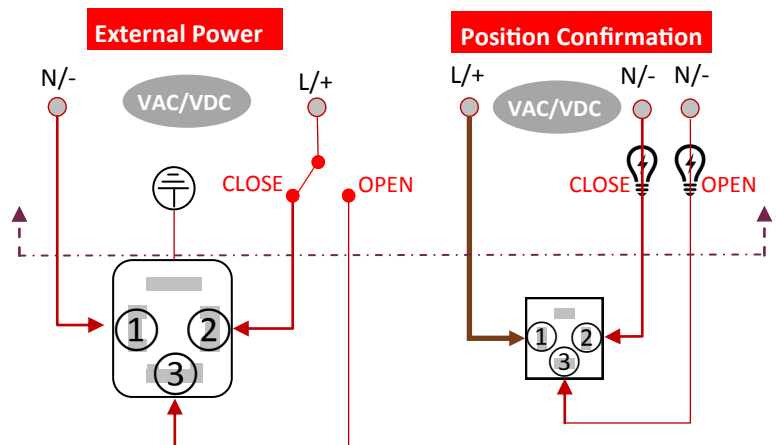 External Power
Position Confirmation
N/-
VAC/VDC
L/+
L/+
VAC/VDC
N/-
N/-
CLOSE
OPEN
CLOSE
OPEN
1
2
3
1
2
3